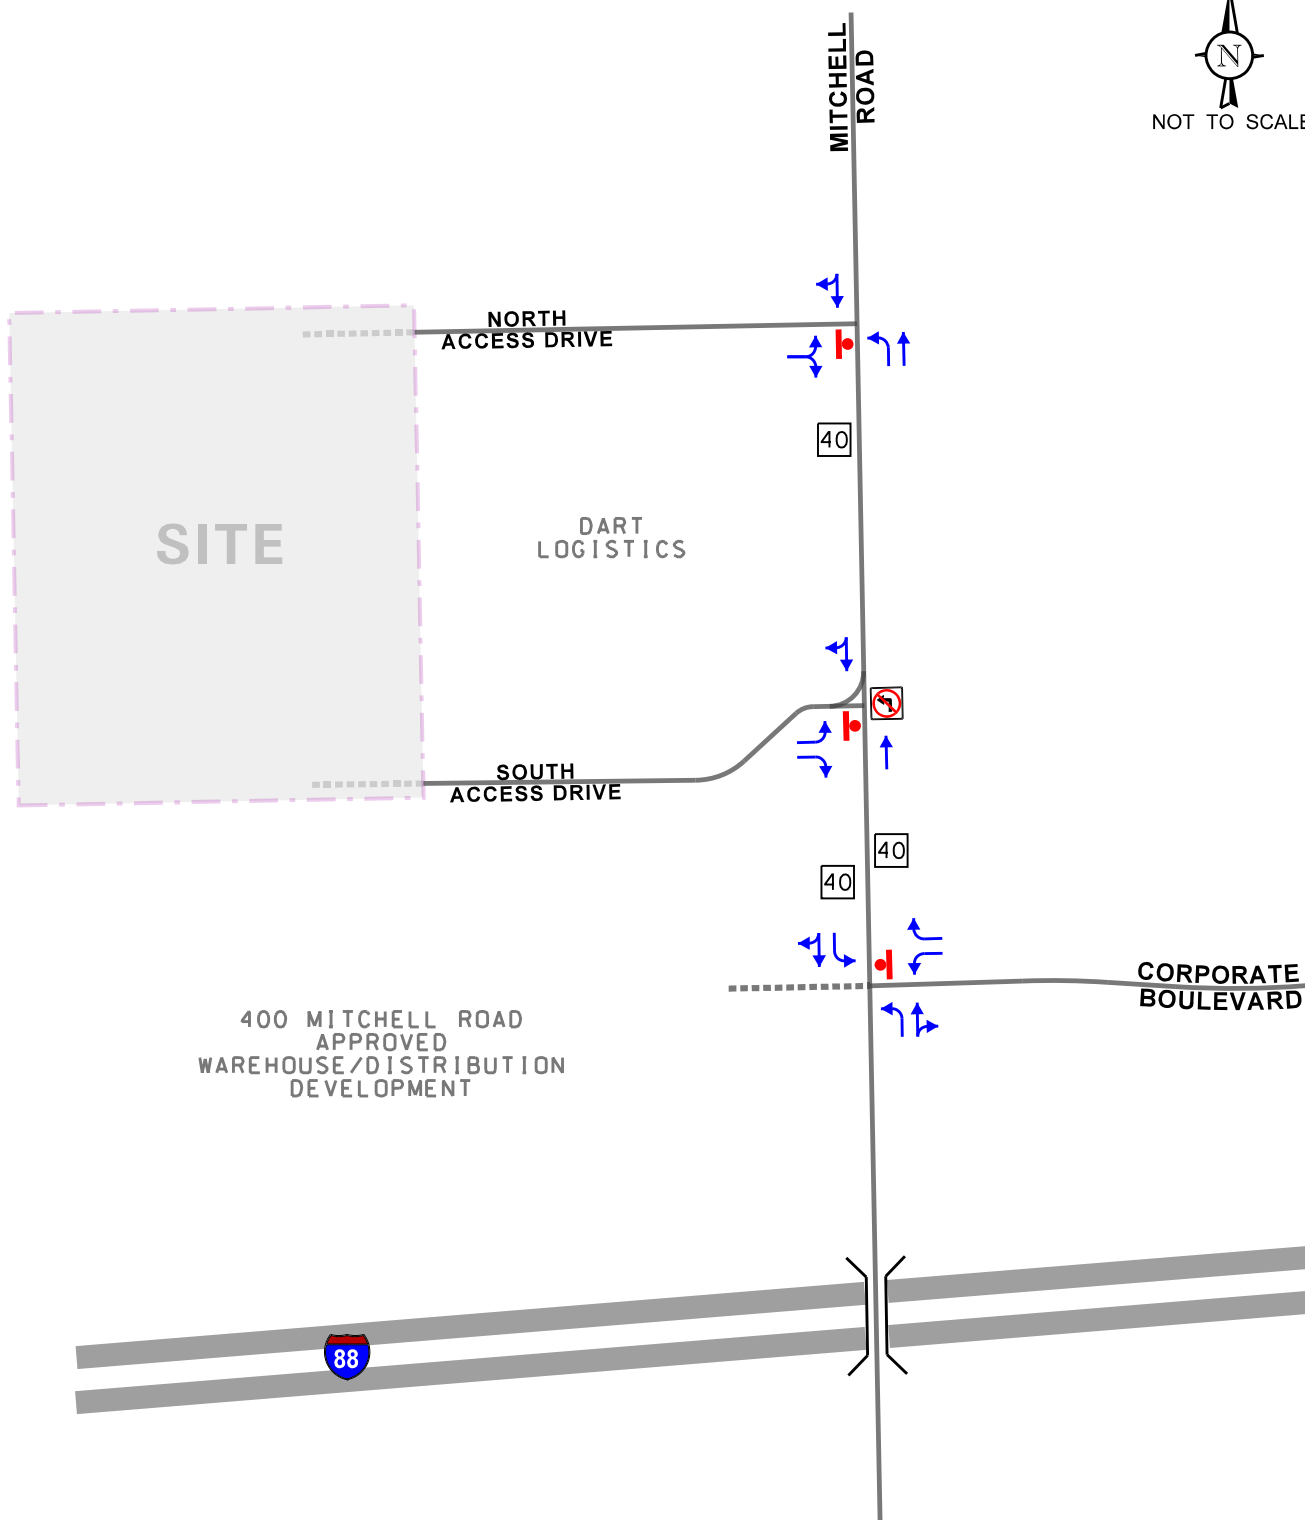 MITCHELL
ROAD
N
NOT TO SCALE
NORTH
ACCESS DRIVE
40
DART
LOGISTICS
SITE
SOUTH
ACCESS DRIVE
40
40
CORPORATE
BOULEVARD
400 MITCHELL ROAD
APPROVED
WAREHOUSE/DISTRIBUTION
DEVELOPMENT
88